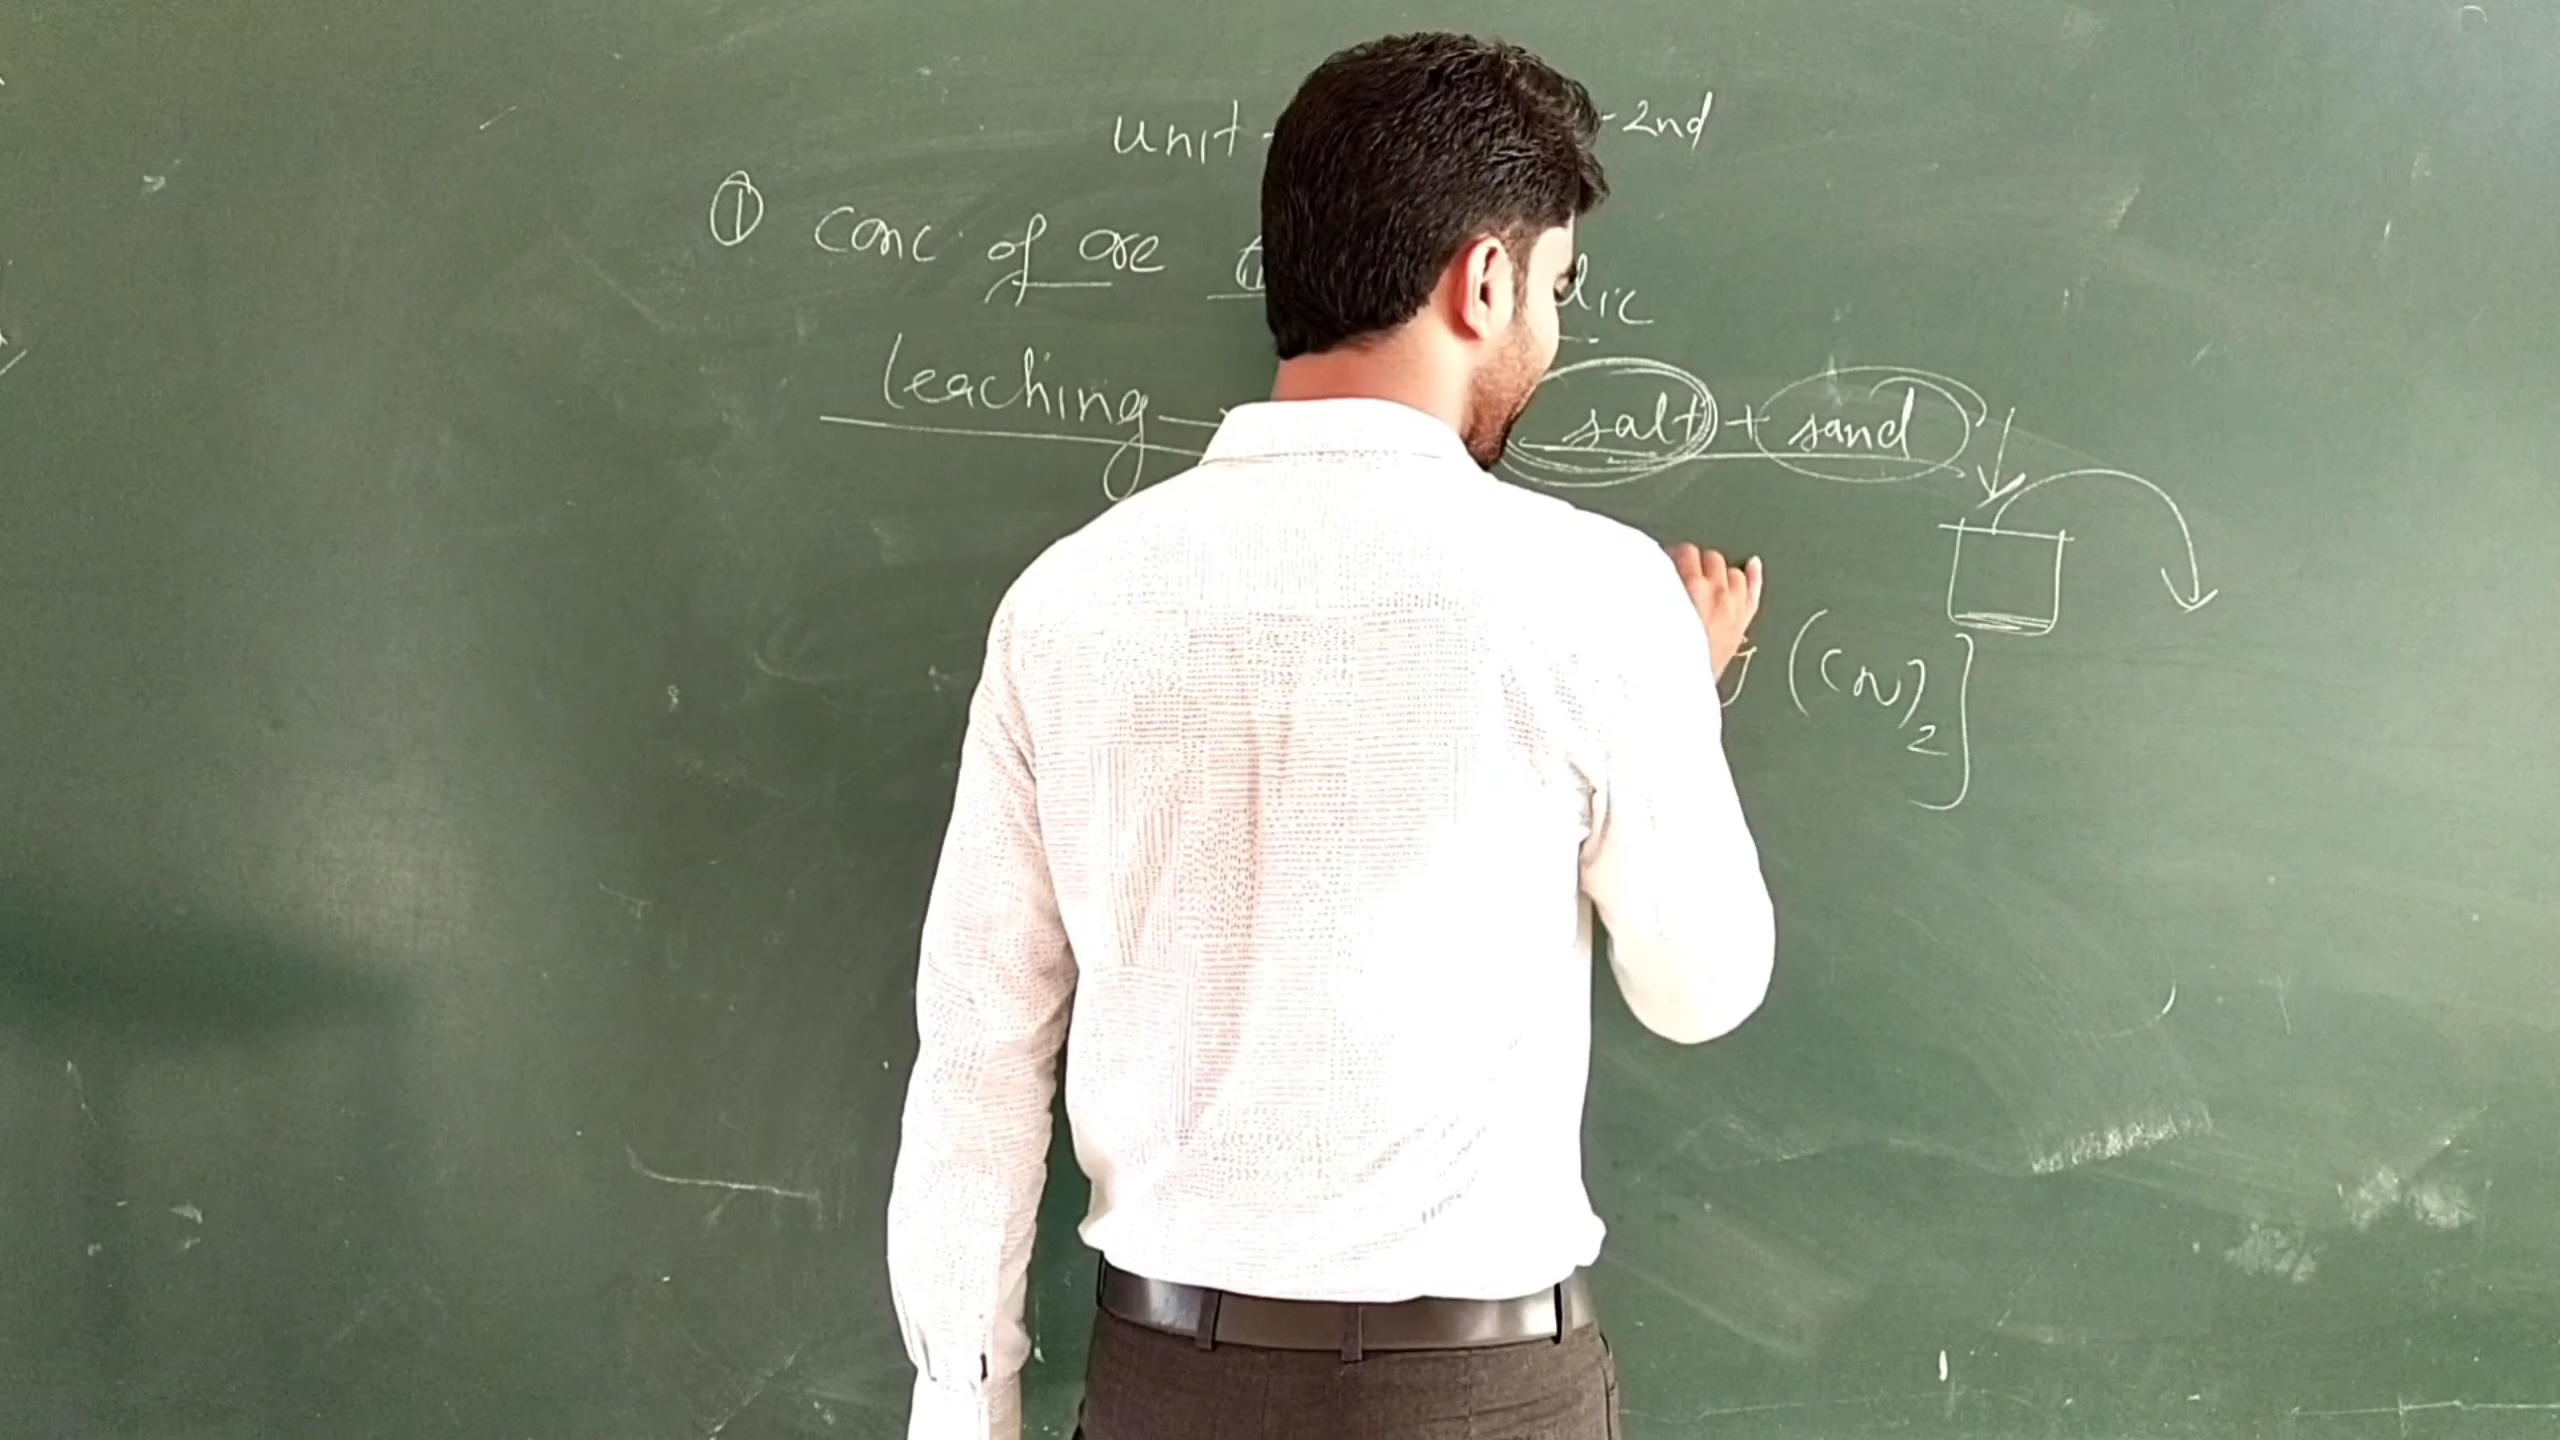 unit - -2nd
① conc. of ore
leaching → salt + sand
(CN)2]